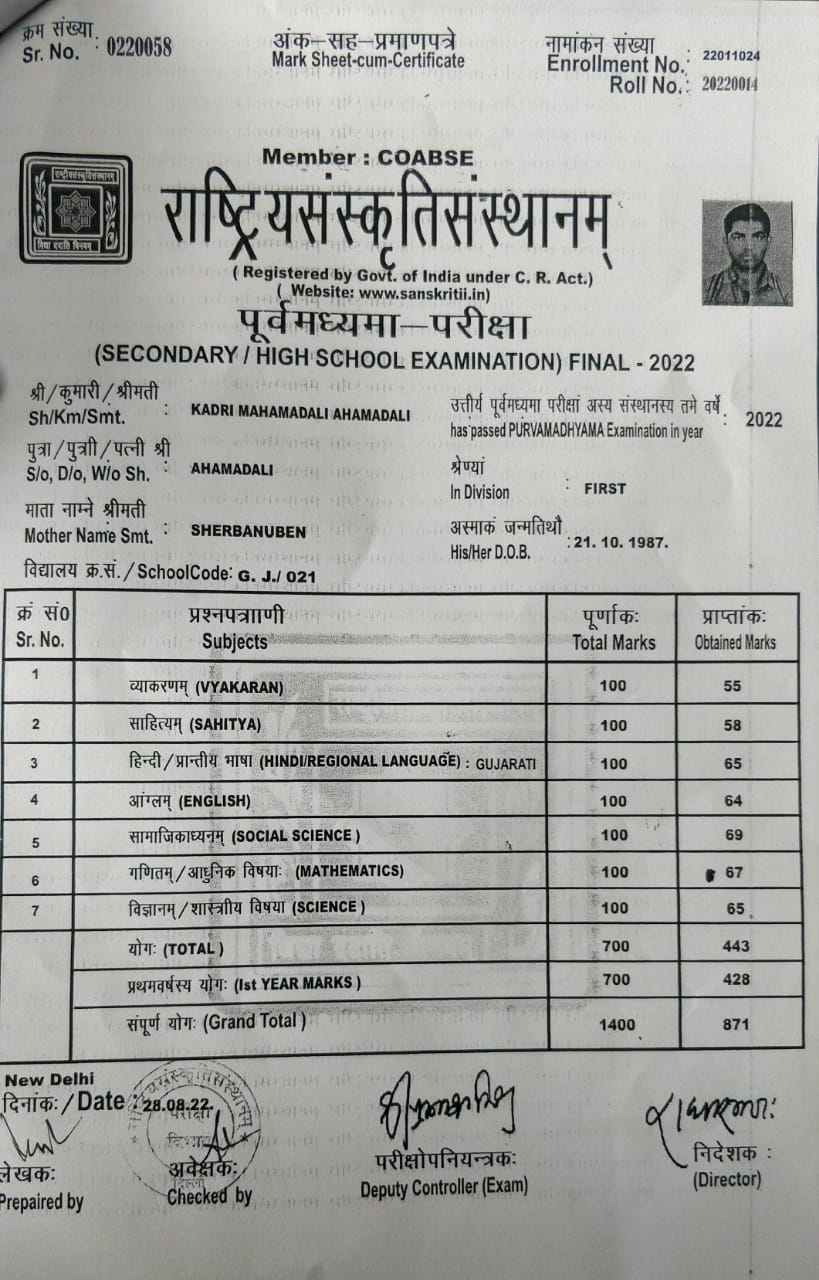 क्रम संख्या
Sr. No. : 0220058
अंक–सह–प्रमाणपत्रे
Mark Sheet-cum-Certificate
नामांकन संख्या
Enrollment No. : 22011024
Roll No. : 20220014
Member : COABSE
राष्ट्रियसंस्कृतिसंस्थानम्
राष्ट्रीयसंस्कृतिसंस्थानम्
विद्या ददाति विनयम्
( Registered by Govt. of India under C. R. Act.)
( Website: www.sanskritii.in)
पूर्वमध्यमा–परीक्षा
(SECONDARY / HIGH SCHOOL EXAMINATION) FINAL - 2022
श्री/कुमारी/श्रीमती
Sh/Km/Smt. : KADRI MAHAMADALI AHAMADALI
उत्तीर्य पूर्वमध्यमा परीक्षां अस्य संस्थानस्य तमे वर्षे
has passed PURVAMADHYAMA Examination in year : 2022
पुत्रा/पुत्राी/पत्नी श्री
S/o, D/o, W/o Sh. : AHAMADALI
श्रेण्यां
In Division : FIRST
माता नाम्ने श्रीमती
Mother Name Smt. : SHERBANUBEN
अस्माकं जन्मतिथौ
His/Her D.O.B. : 21. 10. 1987.
विद्यालय क्र.सं./SchoolCode: G. J./ 021
क्रं सं0 प्रश्नपत्रााणी पूर्णाकः प्राप्तांकः
Sr. No. Subjects Total Marks Obtained Marks
1 व्याकरणम् (VYAKARAN) 100 55
2 साहित्यम् (SAHITYA) 100 58
3 हिन्दी/प्रान्तीय भाषा (HINDI/REGIONAL LANGUAGE) : GUJARATI 100 65
4 आंग्लम् (ENGLISH) 100 64
5 सामाजिकाध्यनम् (SOCIAL SCIENCE ) 100 69
6 गणितम्/आधुनिक विषयाः (MATHEMATICS) 100 67
7 विज्ञानम्/शास्त्राीय विषया (SCIENCE ) 100 65
योगः (TOTAL ) 700 443
प्रथमवर्षस्य योगः (Ist YEAR MARKS ) 700 428
संपूर्ण योगः (Grand Total ) 1400 871
New Delhi
दिनांकः/Date : 28.08.22.
राष्ट्रियसंस्कृतिसंस्थानम्
परीक्षा
विभाग
दिल्ली
लेखकः
Prepaired by
अवेक्षकः
Checked by
परीक्षोपनियन्त्रकः
Deputy Controller (Exam)
निदेशक :
(Director)